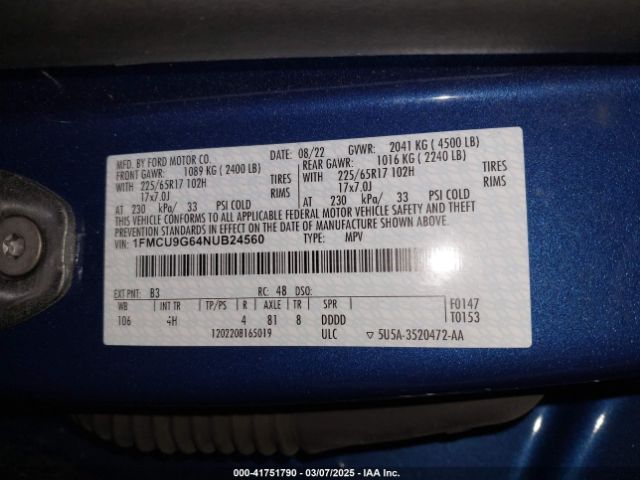 MFD. BY FORD MOTOR CO.
DATE: 08/22 GVWR: 2041 KG ( 4500 LB)
FRONT GAWR: 1089 KG ( 2400 LB)
REAR GAWR: 1016 KG ( 2240 LB)
WITH 225/65R17 102H TIRES
WITH 225/65R17 102H TIRES
17x7.0J RIMS
17x7.0J RIMS
AT 230 kPa/ 33 PSI COLD
AT 230 kPa/ 33 PSI COLD
THIS VEHICLE CONFORMS TO ALL APPLICABLE FEDERAL MOTOR VEHICLE SAFETY AND THEFT
PREVENTION STANDARDS IN EFFECT ON THE DATE OF MANUFACTURE SHOWN ABOVE.
VIN: 1FMCU9G64NUB24560 TYPE: MPV
EXT PNT: B3 RC: 48 DSO:
WB INT TR TP/PS R AXLE TR SPR
106 4H 4 81 8 DDDD
F0147
T0153
1202208165019 ULC ▽ 5U5A-3520472-AA
000-41751790 — 03/07/2025 — IAA Inc.